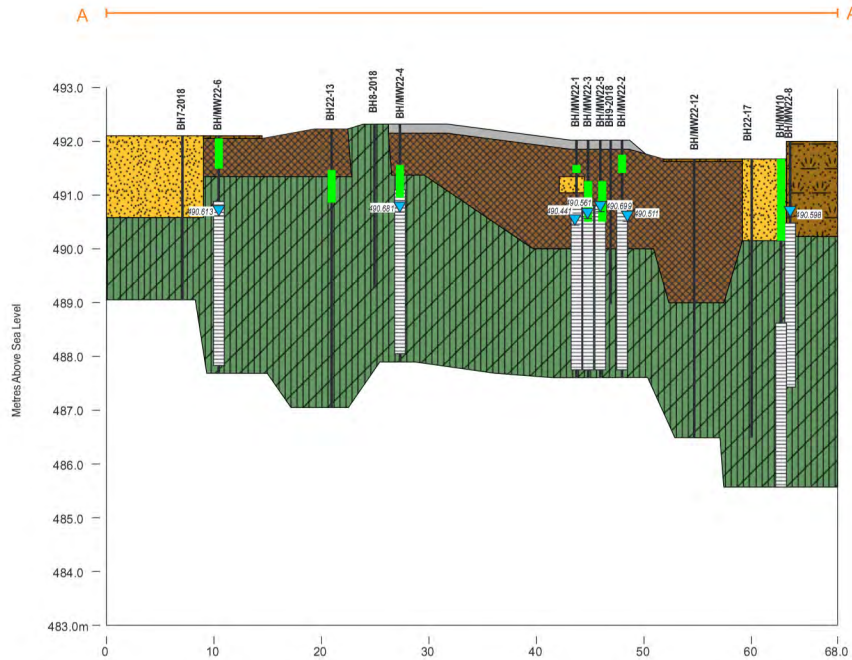 A
A
BH7-2018
BH/MW22-6
BH22-13
BH8-2018
BH/MW22-4
BH/MW22-1
BH/MW22-3
BH/MW22-5
BH9-2018
BH/MW22-2
BH/MW22-12
BH22-17
BH/MW10
BH/MW22-8
Metres Above Sea Level
493.0
492.0
491.0
490.0
489.0
488.0
487.0
486.0
485.0
484.0
483.0m
490.613
490.681
490.441
490.561
490.699
490.511
490.598
0
10
20
30
40
50
60
68.0